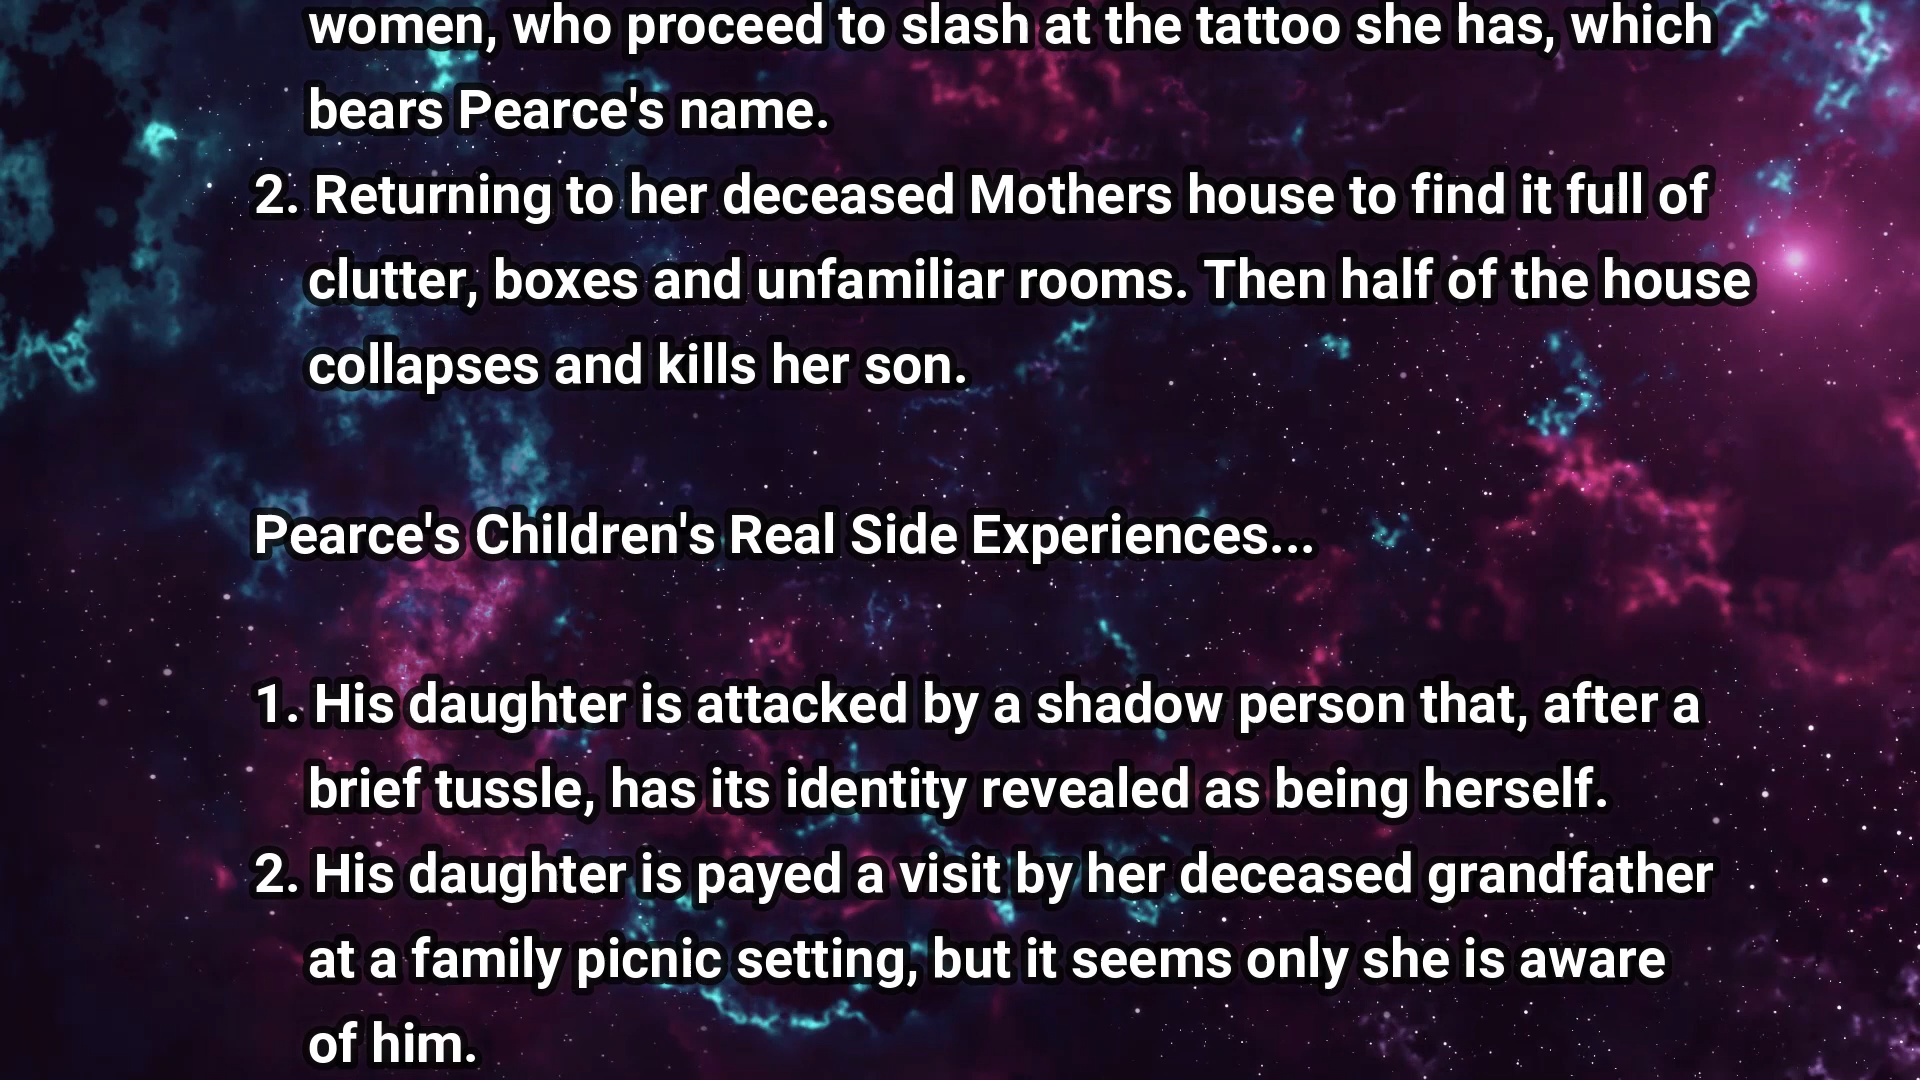 women, who proceed to slash at the tattoo she has, which
bears Pearce's name.
2. Returning to her deceased Mothers house to find it full of
clutter, boxes and unfamiliar rooms. Then half of the house
collapses and kills her son.
Pearce's Children's Real Side Experiences...
1. His daughter is attacked by a shadow person that, after a
brief tussle, has its identity revealed as being herself.
2. His daughter is payed a visit by her deceased grandfather
at a family picnic setting, but it seems only she is aware
of him.